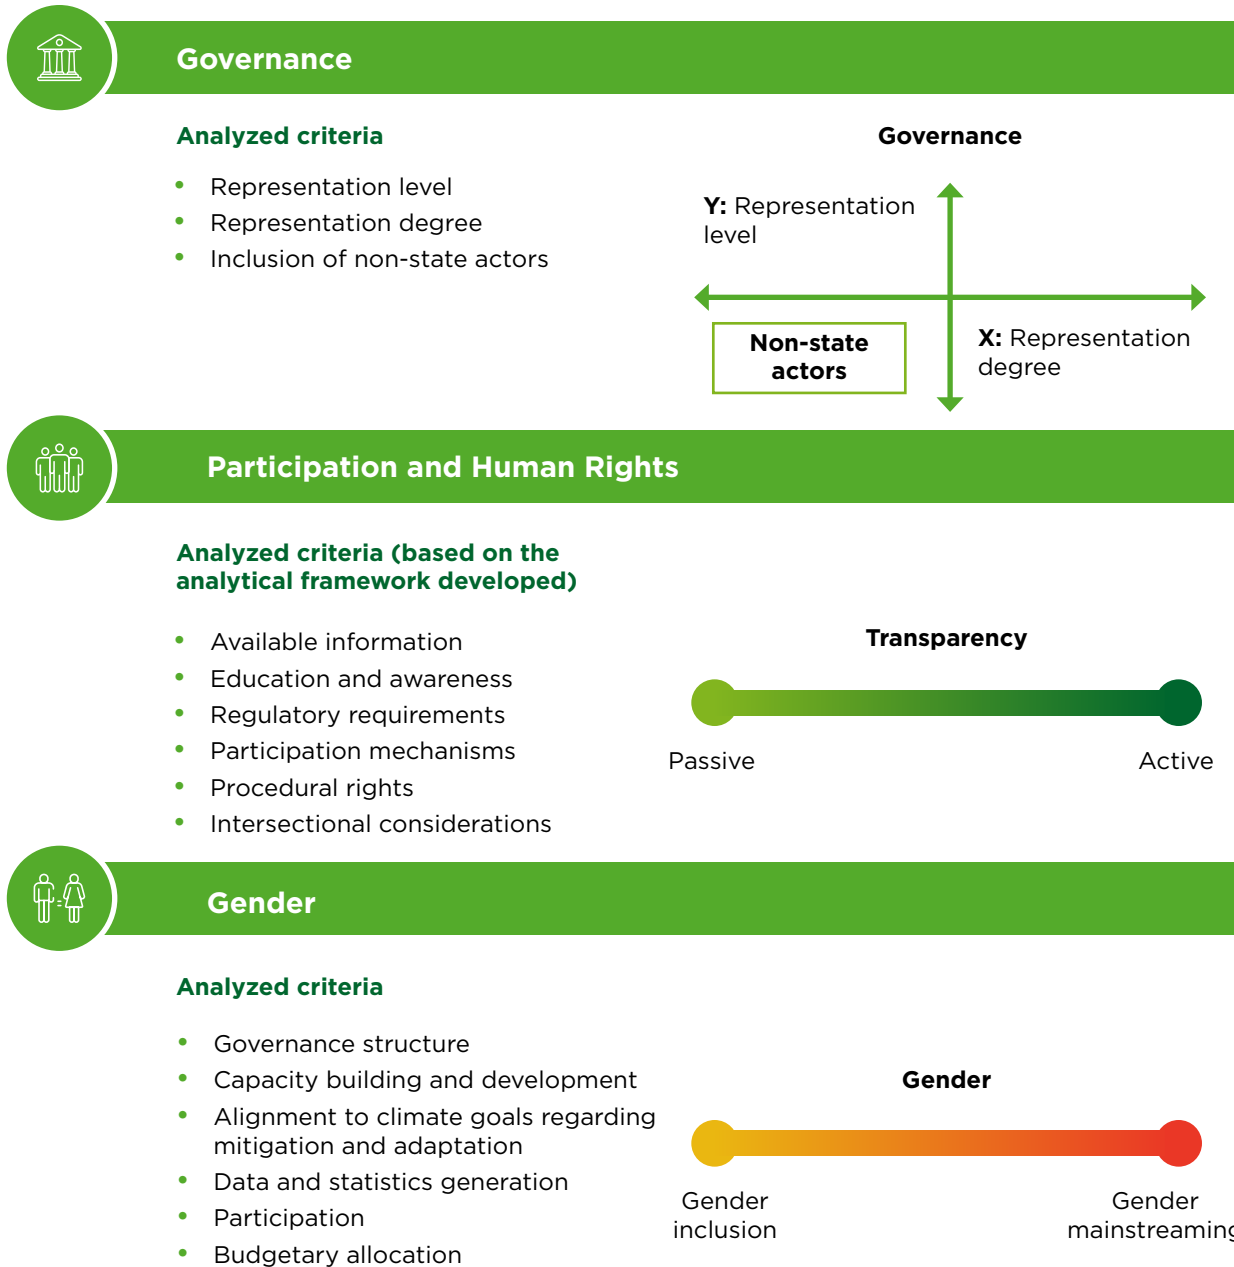 Governance
Analyzed criteria
• Representation level
• Representation degree
• Inclusion of non-state actors
Governance
Y: Representation
level
Non-state
actors
X: Representation
degree
Participation and Human Rights
Analyzed criteria (based on the
analytical framework developed)
• Available information
• Education and awareness
• Regulatory requirements
• Participation mechanisms
• Procedural rights
• Intersectional considerations
Transparency
Passive
Active
Gender
Analyzed criteria
• Governance structure
• Capacity building and development
• Alignment to climate goals regarding
mitigation and adaptation
• Data and statistics generation
• Participation
• Budgetary allocation
Gender
Gender
inclusion
Gender
mainstreaming